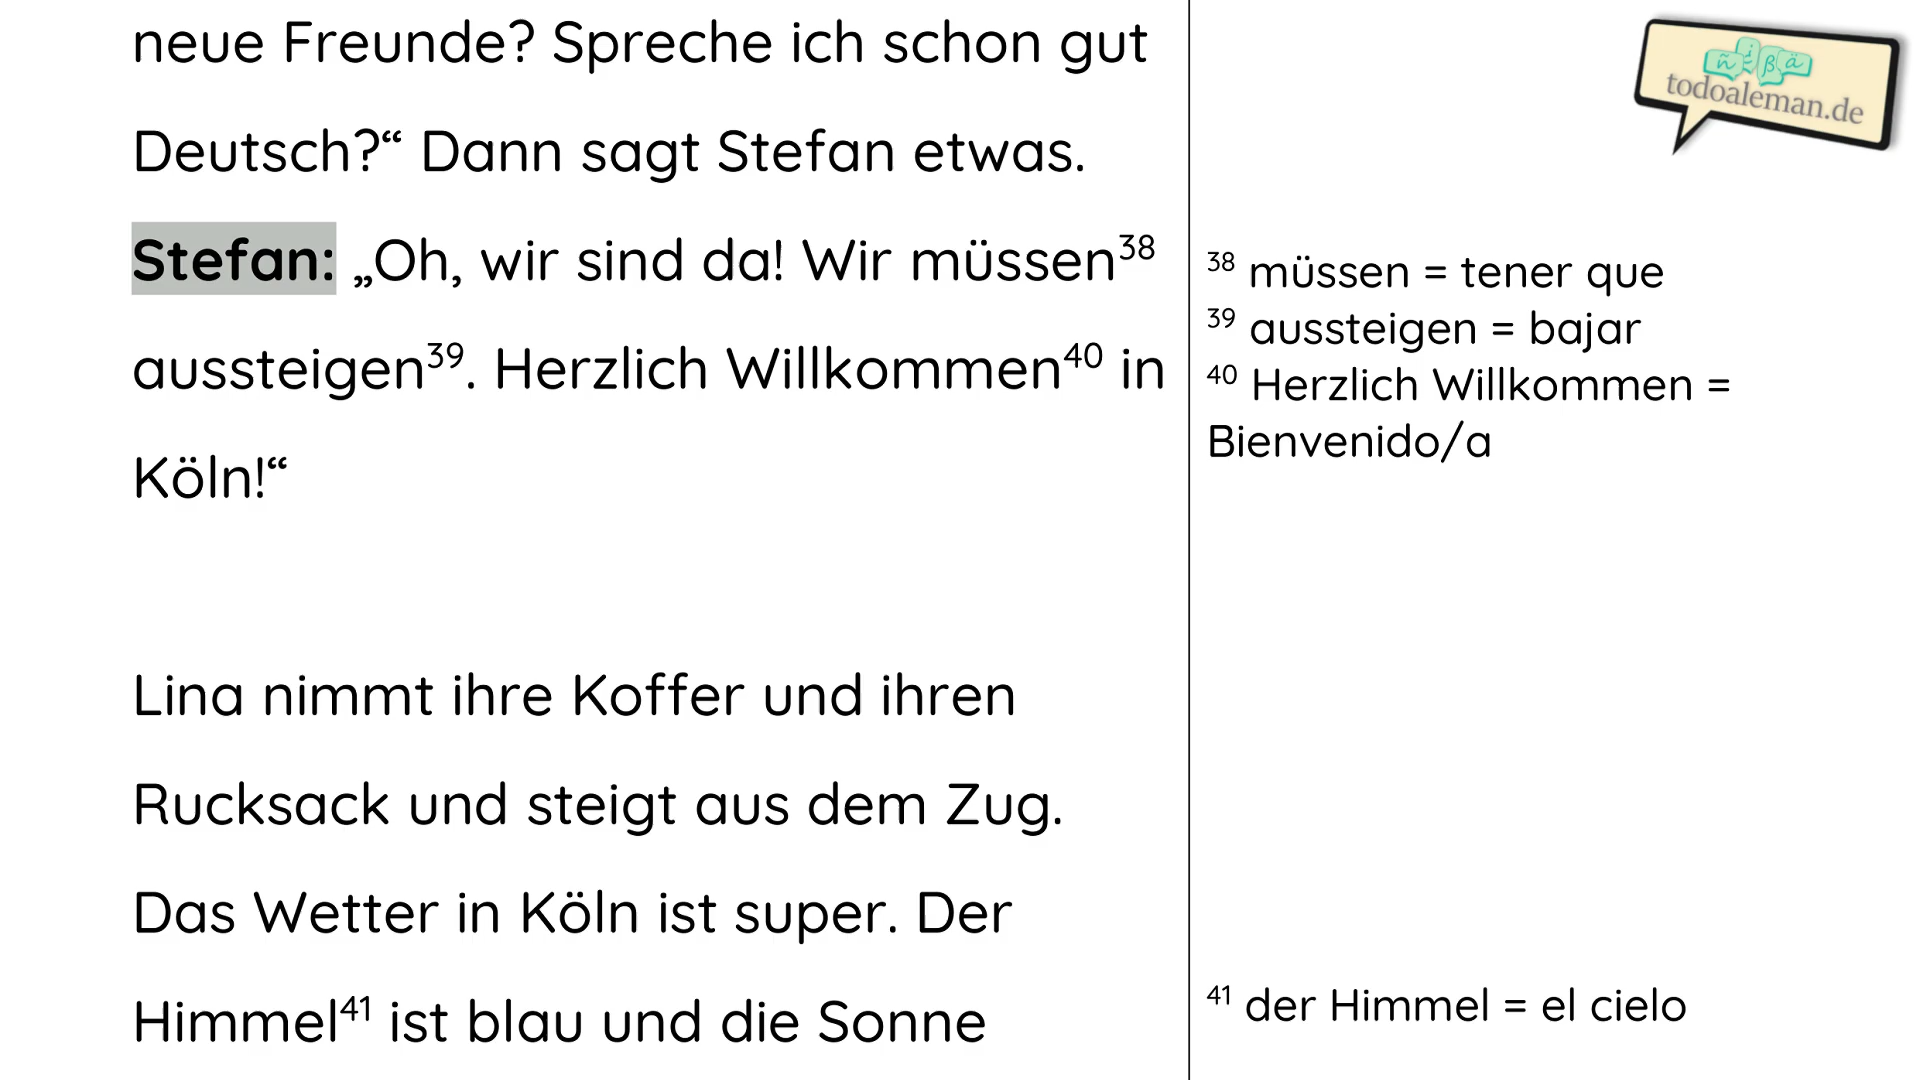 neue Freunde? Spreche ich schon gut
Deutsch?“ Dann sagt Stefan etwas.
Stefan: „Oh, wir sind da! Wir müssen³⁸
aussteigen³⁹. Herzlich Willkommen⁴⁰ in
Köln!“
Lina nimmt ihre Koffer und ihren
Rucksack und steigt aus dem Zug.
Das Wetter in Köln ist super. Der
Himmel⁴¹ ist blau und die Sonne
ñ ß ä
todoaleman.de
³⁸ müssen = tener que
³⁹ aussteigen = bajar
⁴⁰ Herzlich Willkommen =
Bienvenido/a
⁴¹ der Himmel = el cielo